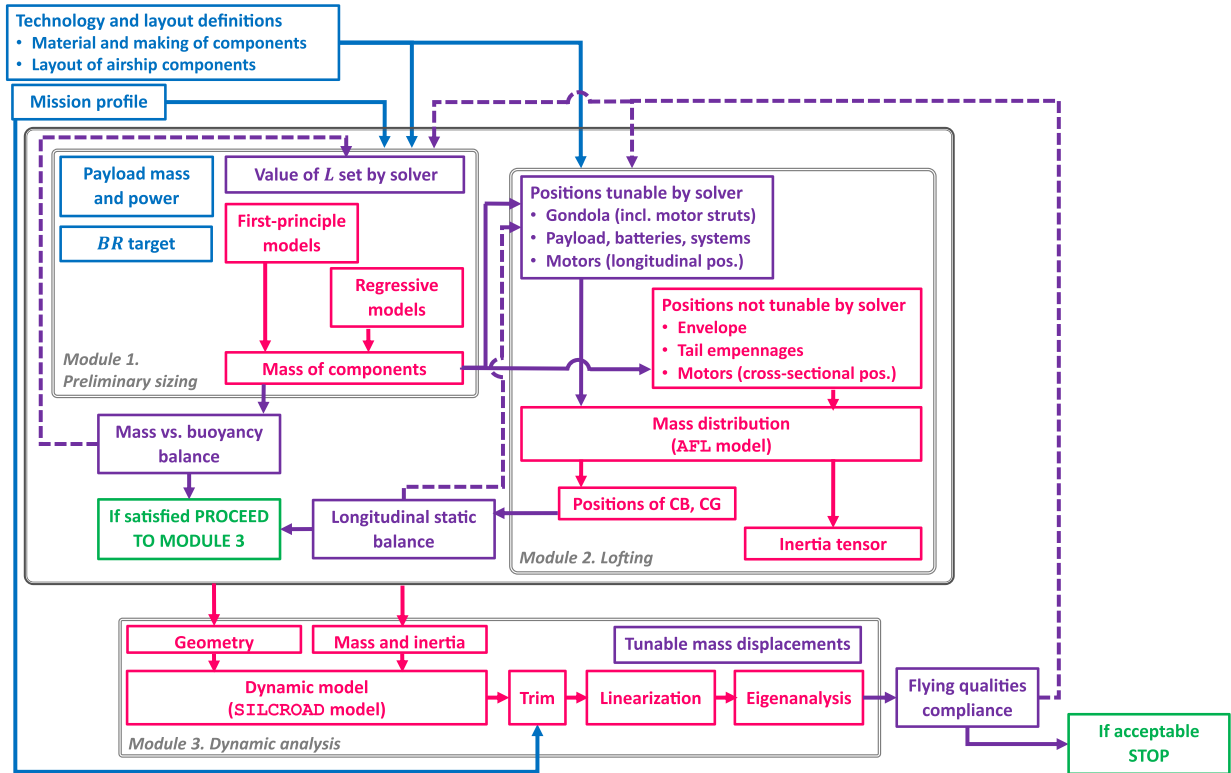 Technology and layout definitions
• Material and making of components
• Layout of airship components
Mission profile
Payload mass
and power
Value of L set by solver
BR target
First-principle
models
Regressive
models
Module 1.
Preliminary sizing
Mass of components
Positions tunable by solver
• Gondola (incl. motor struts)
• Payload, batteries, systems
• Motors (longitudinal pos.)
Positions not tunable by solver
• Envelope
• Tail empennages
• Motors (cross-sectional pos.)
Mass vs. buoyancy
balance
Mass distribution
(AFL model)
If satisfied PROCEED
TO MODULE 3
Longitudinal static
balance
Positions of CB, CG
Inertia tensor
Module 2. Lofting
Geometry
Mass and inertia
Tunable mass displacements
Dynamic model
(SILCROAD model)
Trim
Linearization
Eigenanalysis
Flying qualities
compliance
Module 3. Dynamic analysis
If acceptable
STOP